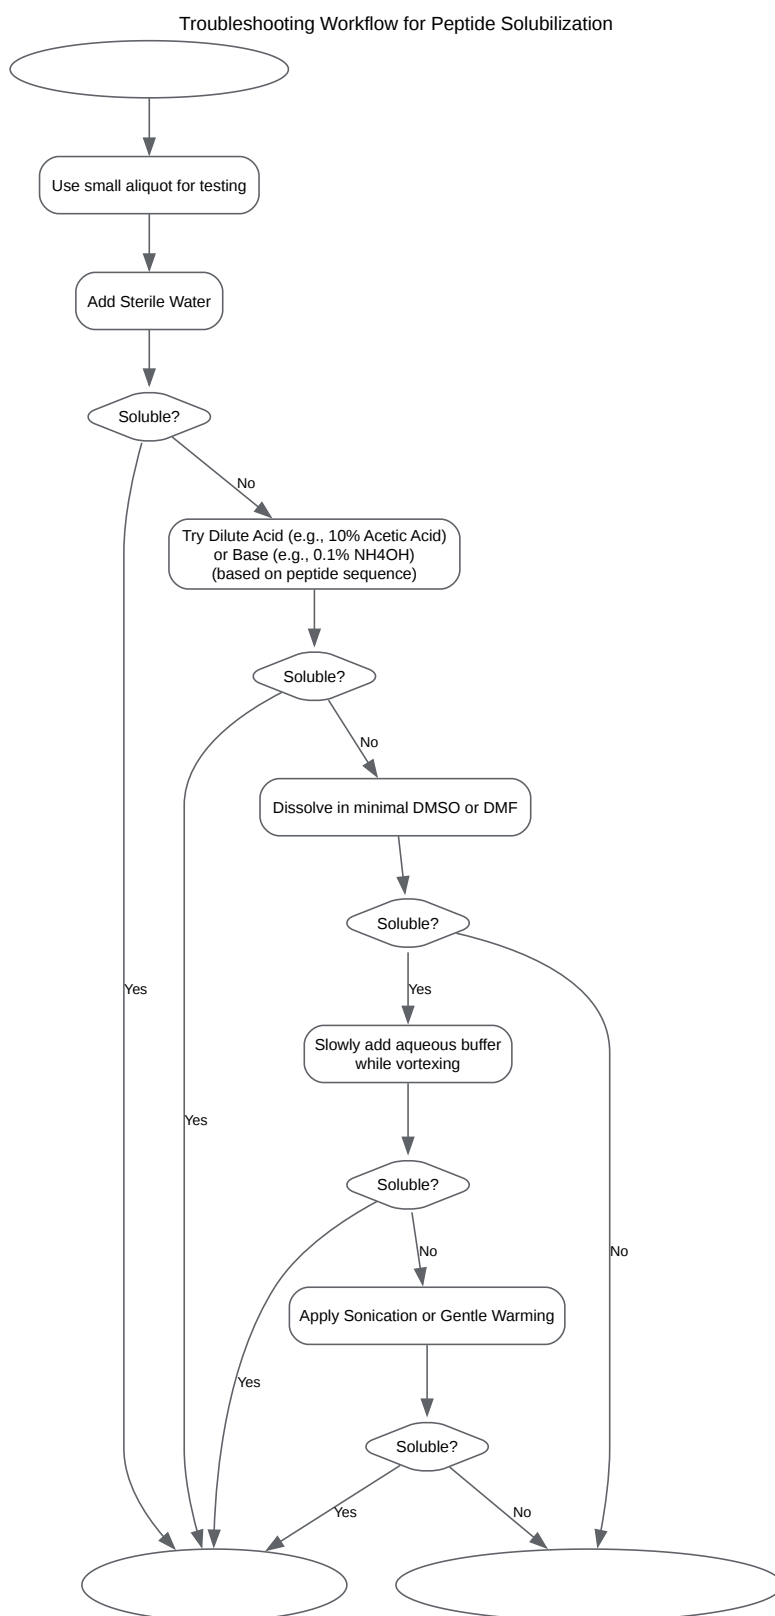 Troubleshooting Workflow for Peptide Solubilization
Use small aliquot for testing
Add Sterile Water
Soluble?
No
Try Dilute Acid (e.g., 10% Acetic Acid)
or Base (e.g., 0.1% NH4OH)
(based on peptide sequence)
Soluble?
No
Dissolve in minimal DMSO or DMF
Soluble?
Yes
Yes
Slowly add aqueous buffer
while vortexing
Yes
Soluble?
No
No
Apply Sonication or Gentle Warming
Yes
Soluble?
Yes
No